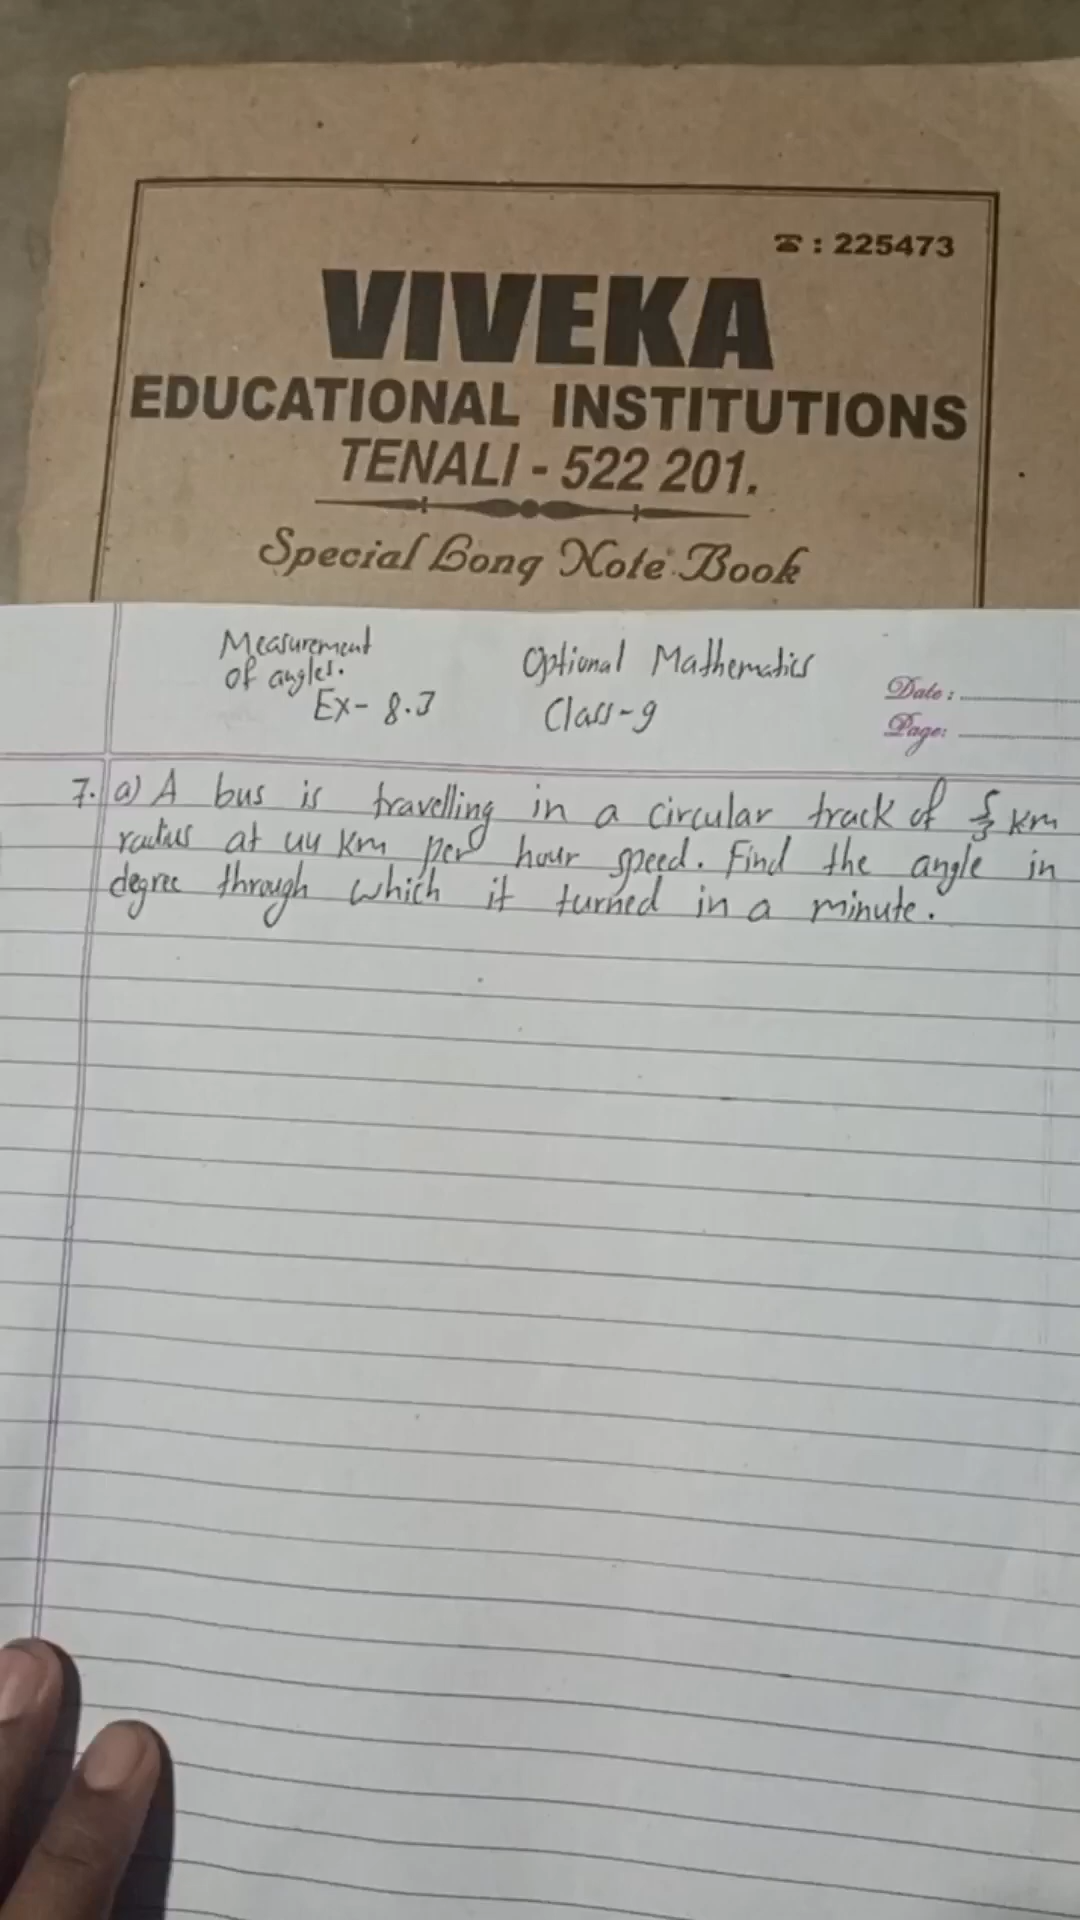 ☎ : 225473
VIVEKA
EDUCATIONAL INSTITUTIONS
TENALI - 522 201.
Special Long Note Book
Measurement
of angles.
Ex- 8.3
Optional Mathematics
Class-9
Date :
Page:
7. a) A bus is travelling in a circular track of 5/3 km
radius at 44 km per hour speed. Find the angle in
degree through which it turned in a minute.